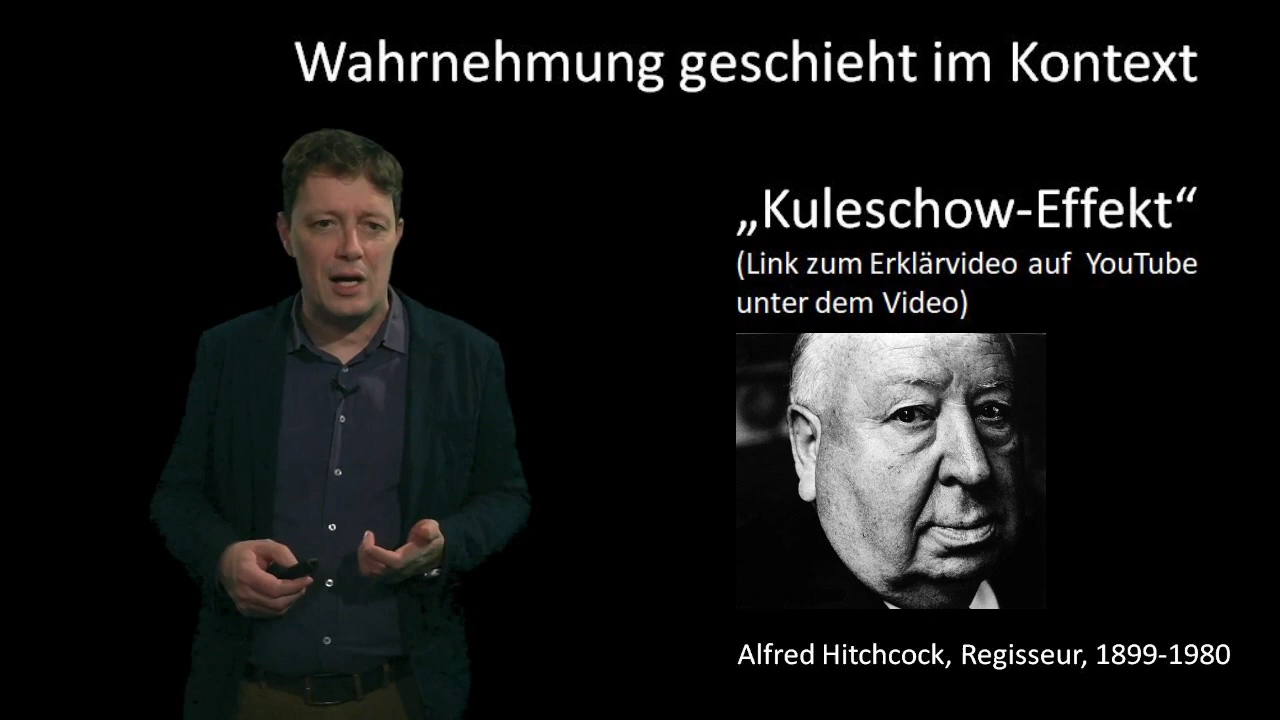 Wahrnehmung geschieht im Kontext
„Kuleschow-Effekt“
(Link zum Erklärvideo auf YouTube
unter dem Video)
Alfred Hitchcock, Regisseur, 1899-1980